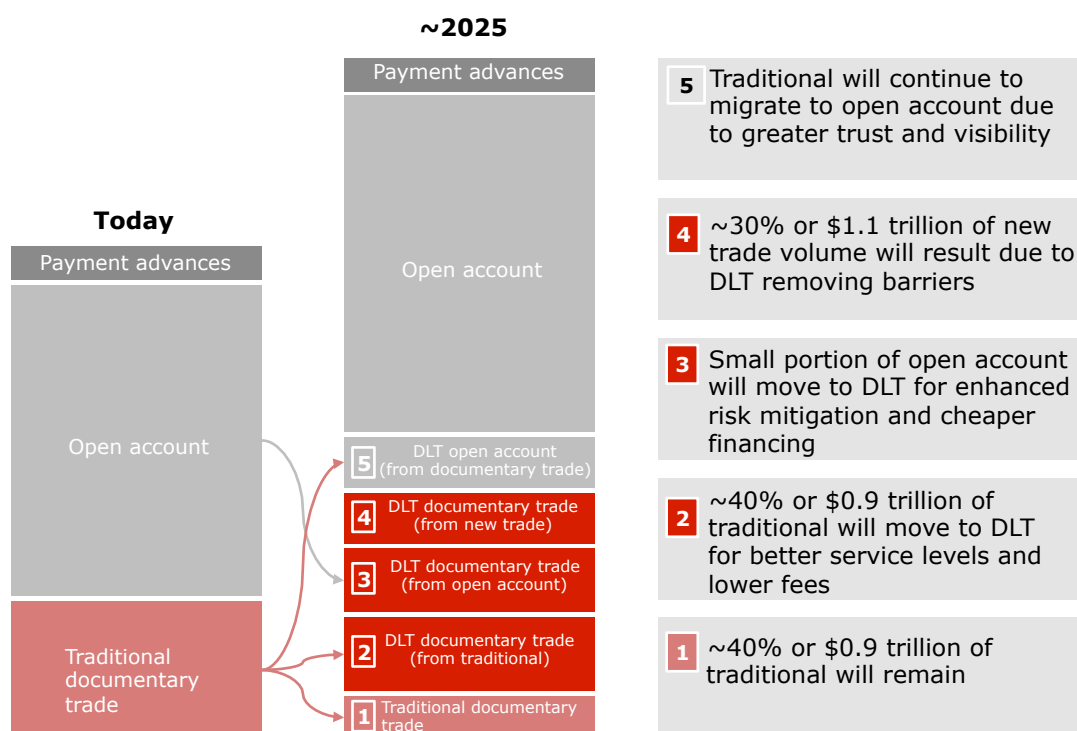 ~2025
Payment advances
Open account
5 DLT open account
(from documentary trade)
4 DLT documentary trade
(from new trade)
3 DLT documentary trade
(from open account)
2 DLT documentary trade
(from traditional)
1 Traditional documentary
trade
Today
Payment advances
Open account
Traditional
documentary
trade
5 Traditional will continue to
migrate to open account due
to greater trust and visibility
4 ~30% or $1.1 trillion of new
trade volume will result due to
DLT removing barriers
3 Small portion of open account
will move to DLT for enhanced
risk mitigation and cheaper
financing
2 ~40% or $0.9 trillion of
traditional will move to DLT
for better service levels and
lower fees
1 ~40% or $0.9 trillion of
traditional will remain